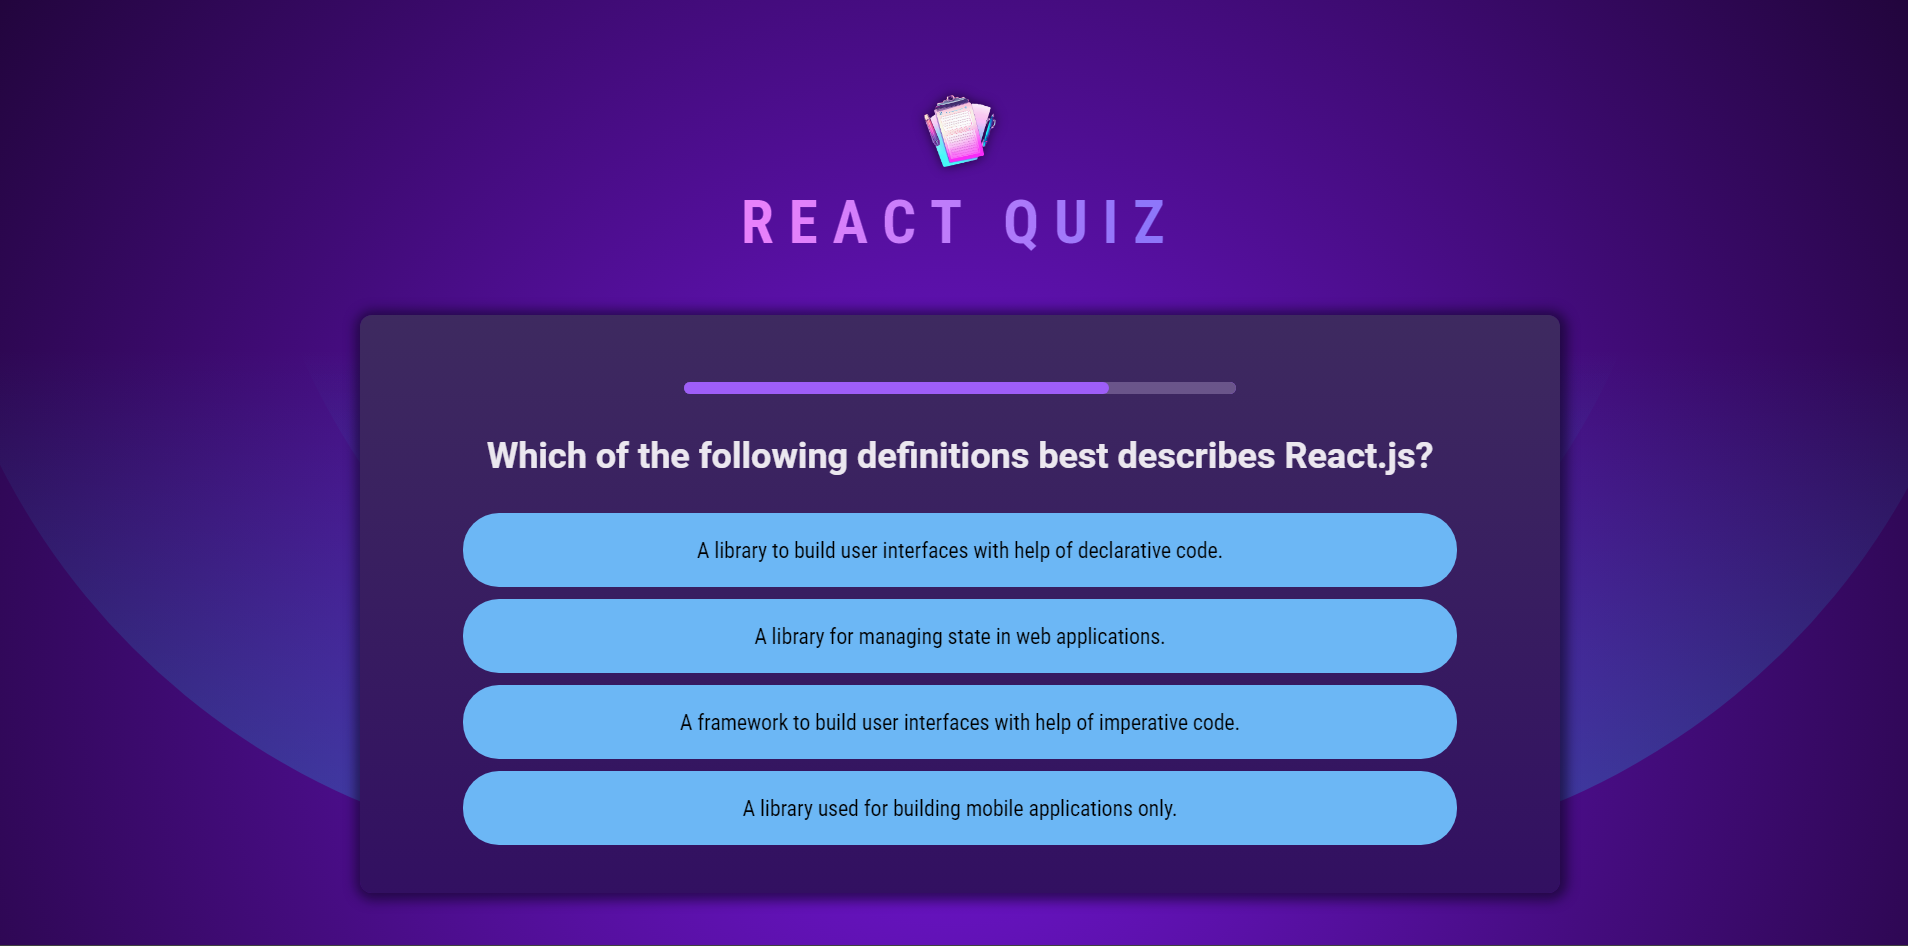 REACT QUIZ
Which of the following definitions best describes React.js?
A library to build user interfaces with help of declarative code.
A library for managing state in web applications.
A framework to build user interfaces with help of imperative code.
A library used for building mobile applications only.